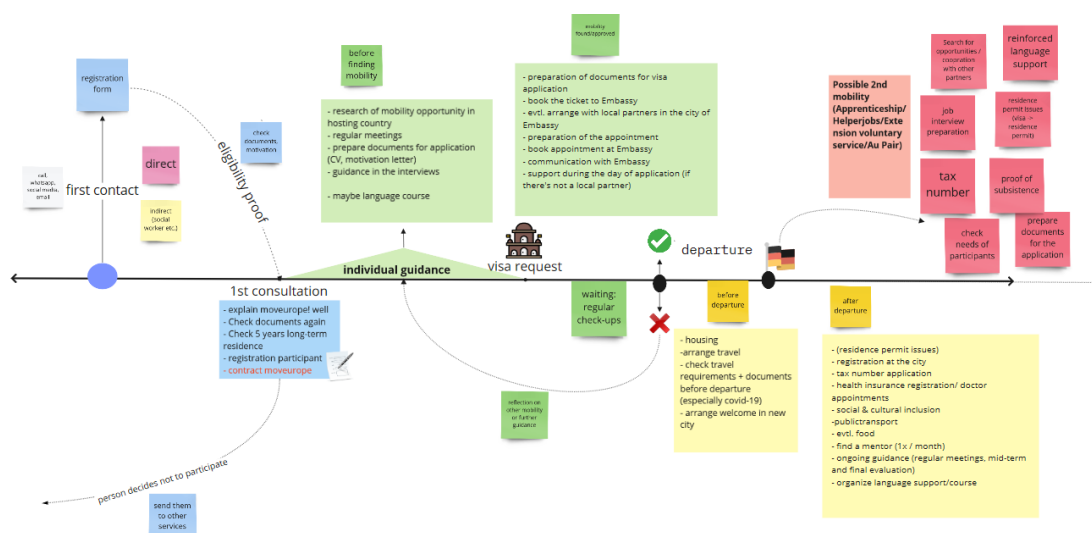 registration
form
call,
whatsapp,
social media,
email
first contact
direct
indirect
(social
worker etc.)
eligibility proof
check
documents,
motivation
1st consultation
- explain moveurope! well
- Check documents again
- Check 5 years long-term
residence
- registration participant
- contract moveurope
person decides not to participate
send them
to other
services
before
finding
mobility
- research of mobility opportunity in
hosting country
- regular meetings
- prepare documents for application
(CV, motivation letter)
- guidance in the interviews
- maybe language course
individual guidance
mobility
found/approved
- preparation of documents for visa
application
- book the ticket to Embassy
- evtl. arrange with local partners in the city of
Embassy
- preparation of the appointment
- book appointment at Embassy
- communication with Embassy
- support during the day of application (if
there's not a local partner)
visa request
waiting:
regular
check-ups
reflection on
other mobility
or further
guidance
departure
before
departure
- housing
-arrange travel
- check travel
requirements + documents
before departure
(especially covid-19)
- arrange welcome in new
city
after
departure
- (residence permit issues)
- registration at the city
- tax number application
- health insurance registration/ doctor
appointments
- social & cultural inclusion
-publictransport
- evtl. food
- find a mentor (1x / month)
- ongoing guidance (regular meetings, mid-term
and final evaluation)
- organize language support/course
Possible 2nd
mobility
(Apprenticeship/
Helperjobs/Exten
sion voluntary
service/Au Pair)
Search for
opportunities /
cooperation
with other
partners
reinforced
language
support
job
interview
preparation
residence
permit issues
(visa ->
residence
permit)
tax
number
proof of
subsistence
check
needs of
participants
prepare
documents
for the
application